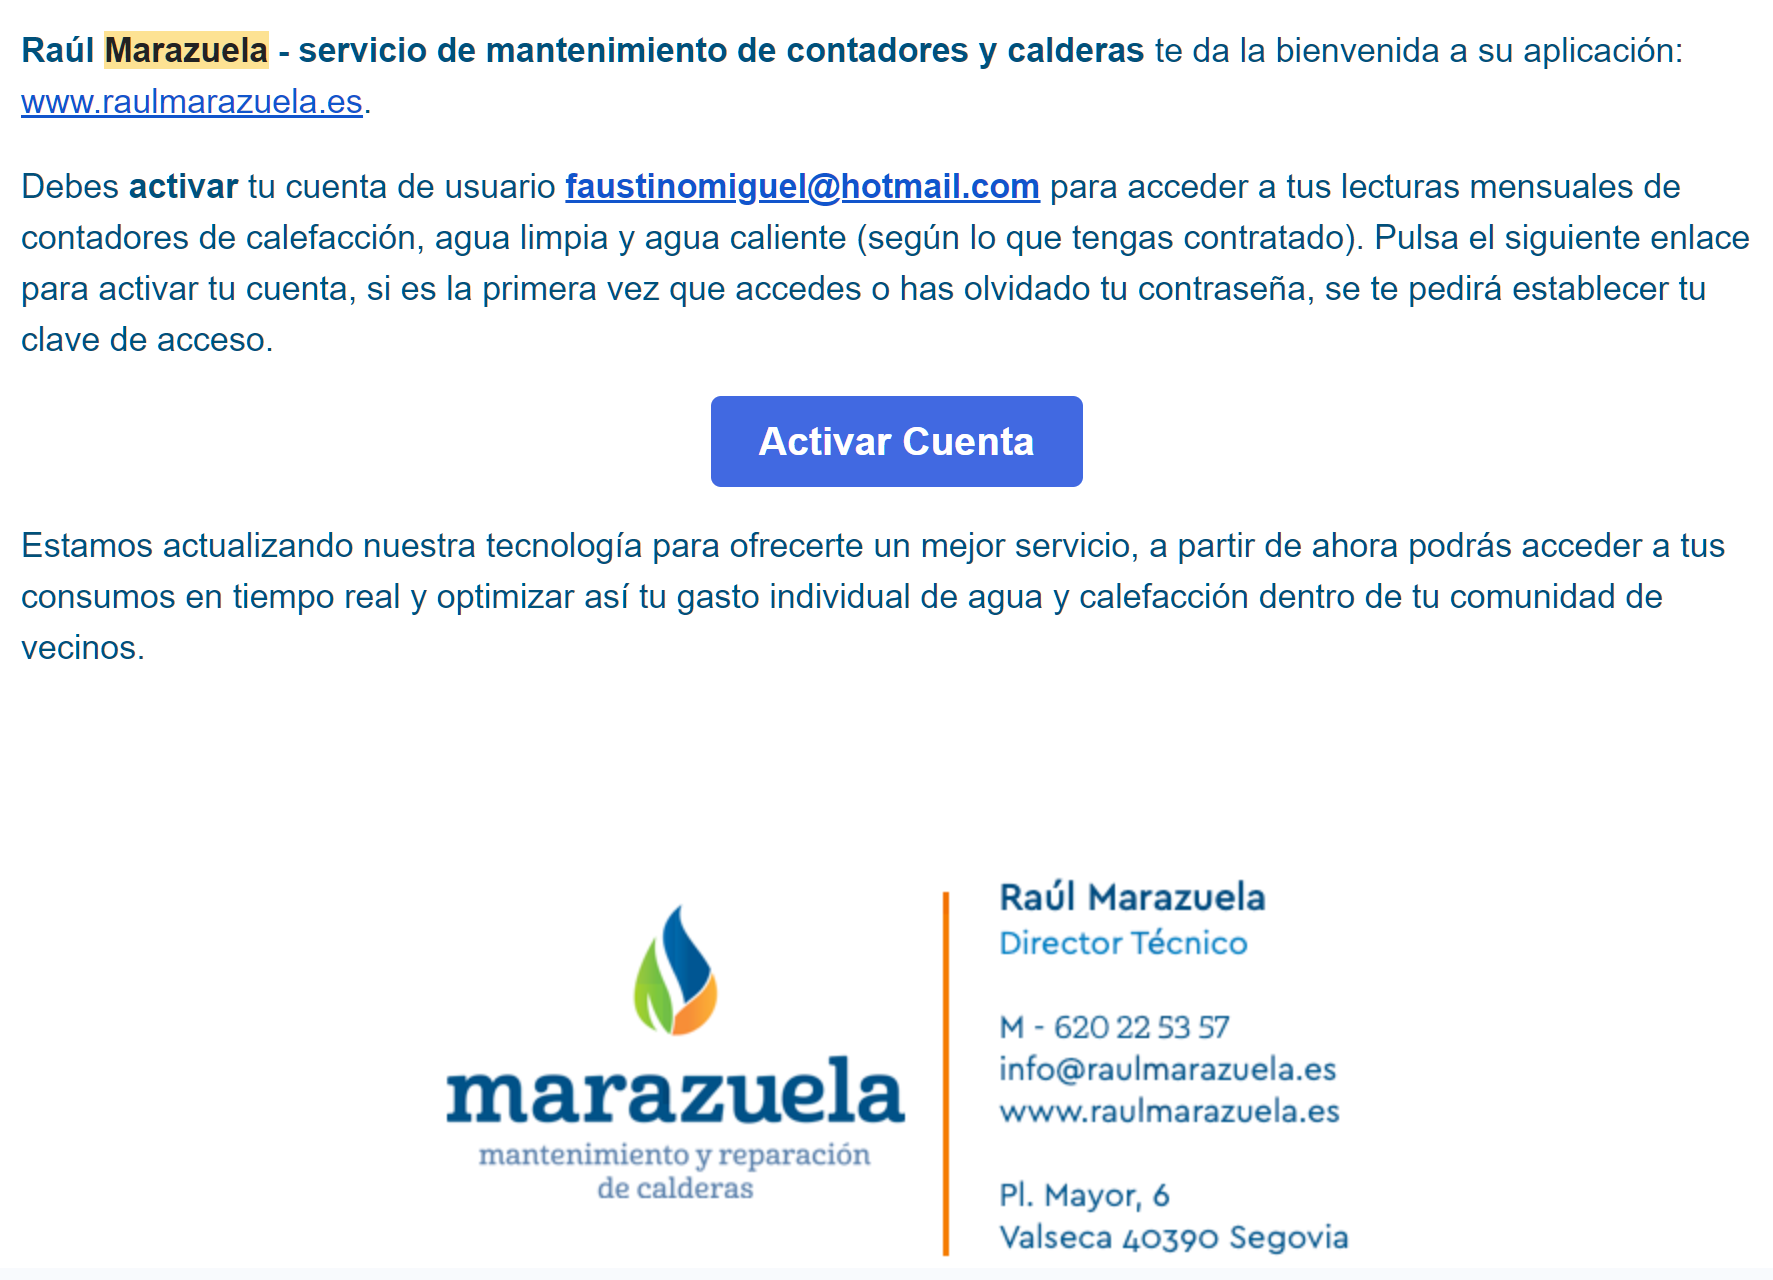 Raúl Marazuela - servicio de mantenimiento de contadores y calderas te da la bienvenida a su aplicación:
www.raulmarazuela.es.
Debes activar tu cuenta de usuario faustinomiguel@hotmail.com para acceder a tus lecturas mensuales de
contadores de calefacción, agua limpia y agua caliente (según lo que tengas contratado). Pulsa el siguiente enlace
para activar tu cuenta, si es la primera vez que accedes o has olvidado tu contraseña, se te pedirá establecer tu
clave de acceso.
Activar Cuenta
Estamos actualizando nuestra tecnología para ofrecerte un mejor servicio, a partir de ahora podrás acceder a tus
consumos en tiempo real y optimizar así tu gasto individual de agua y calefacción dentro de tu comunidad de
vecinos.
marazuela
mantenimiento y reparación
de calderas
Raúl Marazuela
Director Técnico
M - 620 22 53 57
info@raulmarazuela.es
www.raulmarazuela.es
Pl. Mayor, 6
Valseca 40390 Segovia